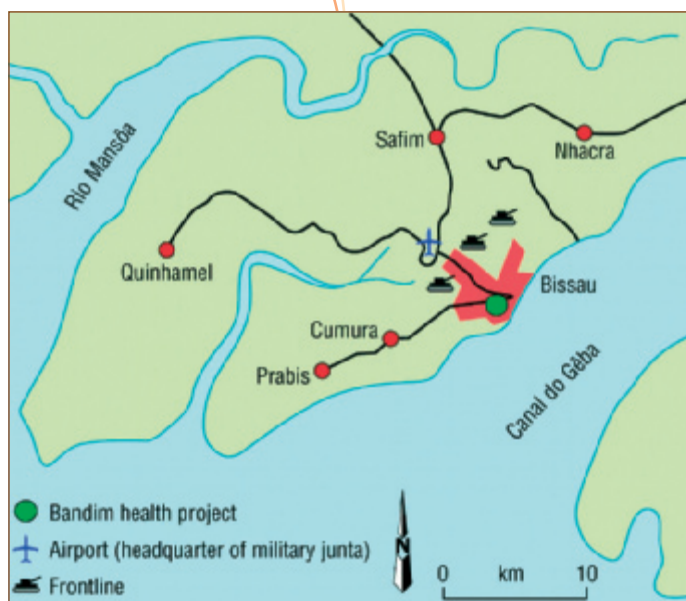 Rio Mansôa
Safim
Nhacra
Quinhamel
Bissau
Cumura
Prabis
Canal do Gêba
Bandim health project
Airport (headquarter of military junta)
Frontline
N
0 km 10